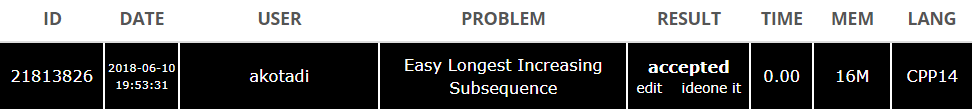 ID DATE USER PROBLEM RESULT TIME MEM LANG
21813826 2018-06-10 19:53:31 akotadi Easy Longest Increasing Subsequence accepted edit ideone it 0.00 16M CPP14